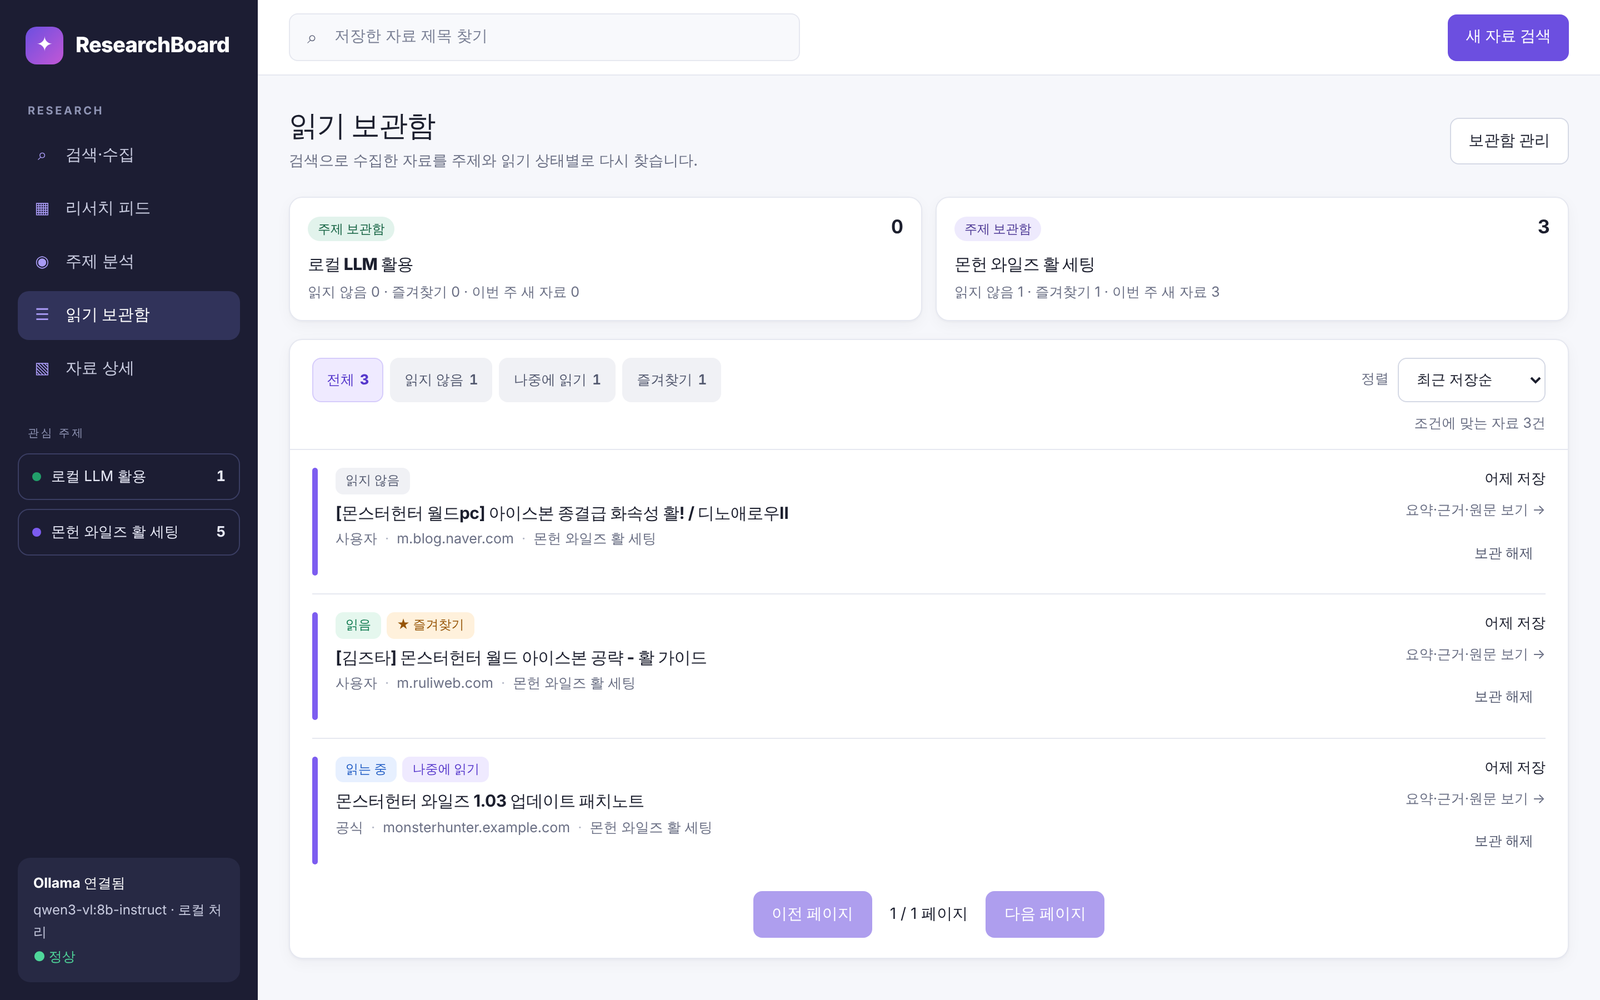 ResearchBoard
RESEARCH
검색·수집
리서치 피드
주제 분석
읽기 보관함
자료 상세
관심 주제
로컬 LLM 활용 1
몬헌 와일즈 활 세팅 5
Ollama 연결됨
qwen3-vl:8b-instruct · 로컬 처
리
정상
저장한 자료 제목 찾기
새 자료 검색
읽기 보관함
검색으로 수집한 자료를 주제와 읽기 상태별로 다시 찾습니다.
보관함 관리
주제 보관함 0
로컬 LLM 활용
읽지 않음 0 · 즐겨찾기 0 · 이번 주 새 자료 0
주제 보관함 3
몬헌 와일즈 활 세팅
읽지 않음 1 · 즐겨찾기 1 · 이번 주 새 자료 3
전체 3 읽지 않음 1 나중에 읽기 1 즐겨찾기 1
정렬 최근 저장순
조건에 맞는 자료 3건
읽지 않음
[몬스터헌터 월드pc] 아이스본 종결급 화속성 활! / 디노애로우II
사용자 · m.blog.naver.com · 몬헌 와일즈 활 세팅
어제 저장
요약·근거·원문 보기 →
보관 해제
읽음 ★ 즐겨찾기
[김즈타] 몬스터헌터 월드 아이스본 공략 - 활 가이드
사용자 · m.ruliweb.com · 몬헌 와일즈 활 세팅
어제 저장
요약·근거·원문 보기 →
보관 해제
읽는 중 나중에 읽기
몬스터헌터 와일즈 1.03 업데이트 패치노트
공식 · monsterhunter.example.com · 몬헌 와일즈 활 세팅
어제 저장
요약·근거·원문 보기 →
보관 해제
이전 페이지 1 / 1 페이지 다음 페이지